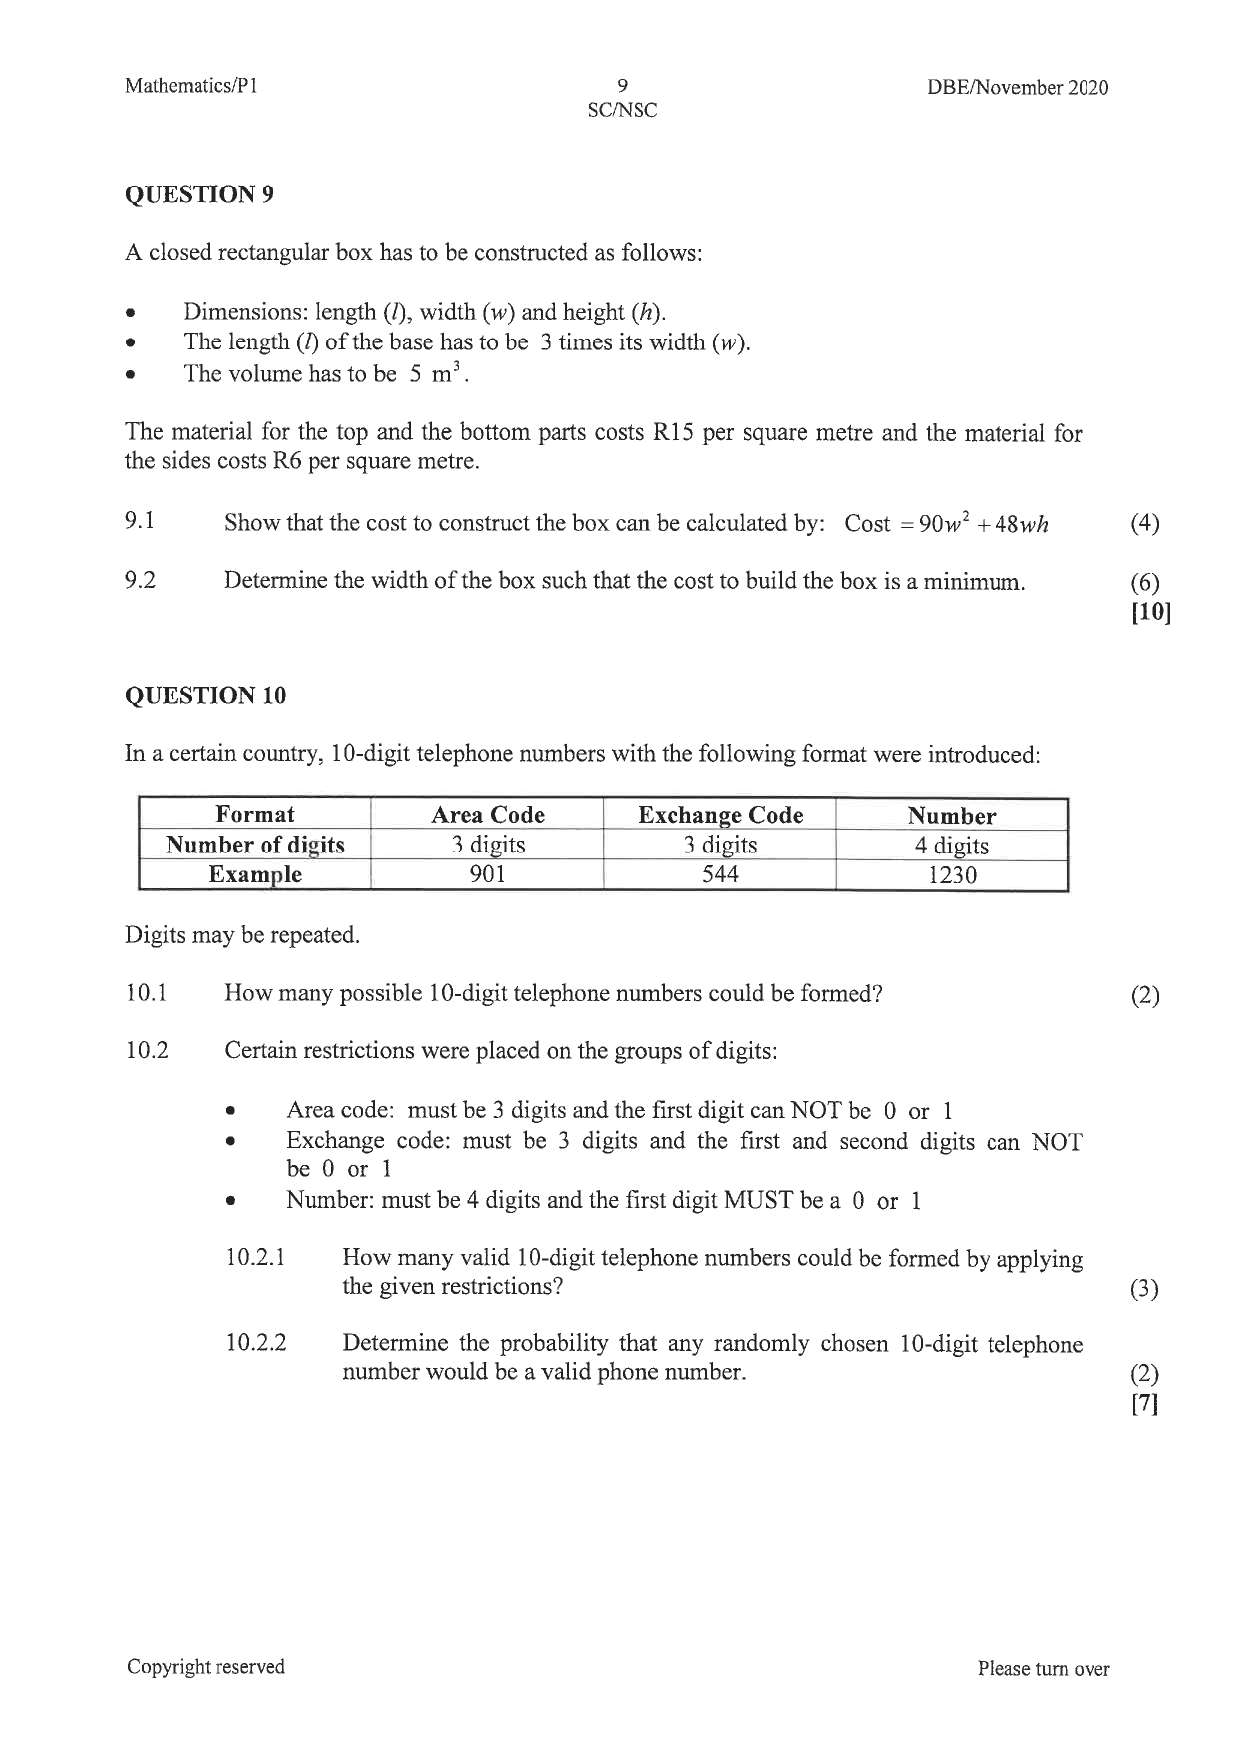 Mathematics/P1 9 DBE/November 2020
SC/NSC
QUESTION 9
A closed rectangular box has to be constructed as follows:
• Dimensions: length (l), width (w) and height (h).
• The length (l) of the base has to be 3 times its width (w).
• The volume has to be 5 m³.
The material for the top and the bottom parts costs R15 per square metre and the material for
the sides costs R6 per square metre.
9.1 Show that the cost to construct the box can be calculated by: Cost = 90w² + 48wh (4)
9.2 Determine the width of the box such that the cost to build the box is a minimum. (6)
[10]
QUESTION 10
In a certain country, 10-digit telephone numbers with the following format were introduced:
Format Area Code Exchange Code Number
Number of digits 3 digits 3 digits 4 digits
Example 901 544 1230
Digits may be repeated.
10.1 How many possible 10-digit telephone numbers could be formed? (2)
10.2 Certain restrictions were placed on the groups of digits:
• Area code: must be 3 digits and the first digit can NOT be 0 or 1
• Exchange code: must be 3 digits and the first and second digits can NOT
be 0 or 1
• Number: must be 4 digits and the first digit MUST be a 0 or 1
10.2.1 How many valid 10-digit telephone numbers could be formed by applying
the given restrictions? (3)
10.2.2 Determine the probability that any randomly chosen 10-digit telephone
number would be a valid phone number. (2)
[7]
Copyright reserved Please turn over